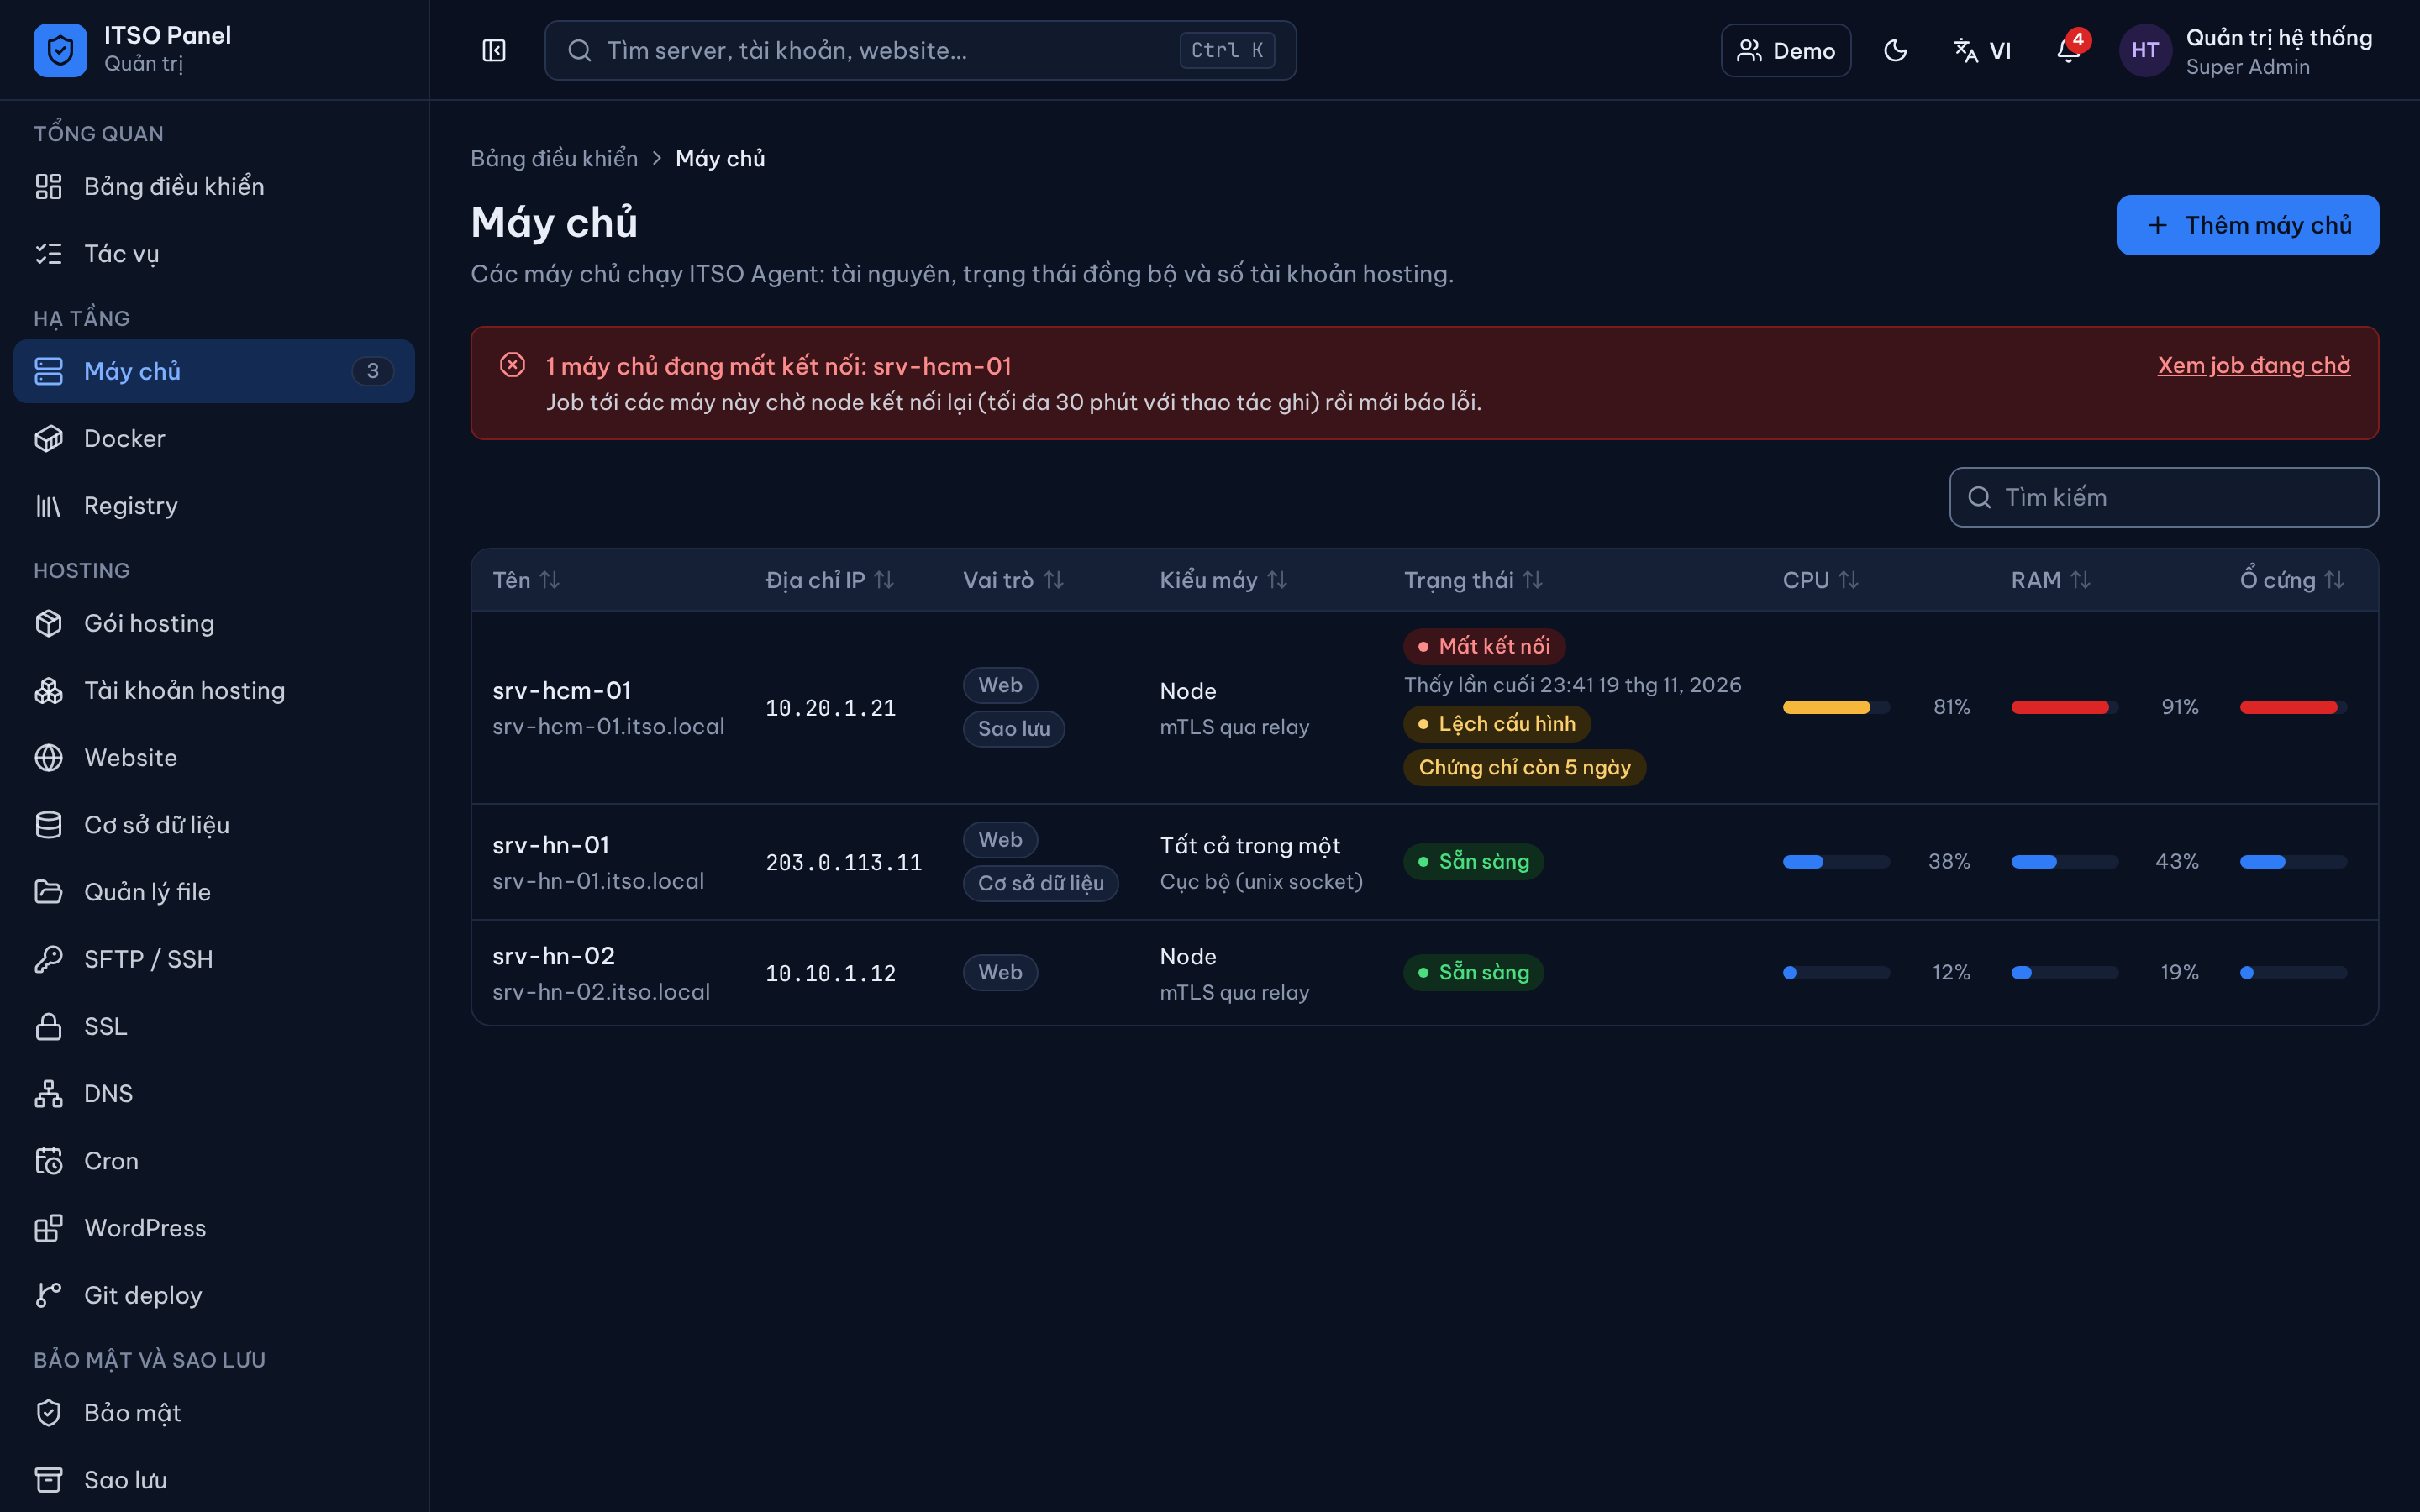 ITSO Panel
Quản trị
Tìm server, tài khoản, website...
Ctrl K
Demo
VI
4
HT
Quản trị hệ thống
Super Admin
TỔNG QUAN
Bảng điều khiển
Tác vụ
HẠ TẦNG
Máy chủ 3
Docker
Registry
HOSTING
Gói hosting
Tài khoản hosting
Website
Cơ sở dữ liệu
Quản lý file
SFTP / SSH
SSL
DNS
Cron
WordPress
Git deploy
BẢO MẬT VÀ SAO LƯU
Bảo mật
Sao lưu
Bảng điều khiển > Máy chủ
Máy chủ
Thêm máy chủ
Các máy chủ chạy ITSO Agent: tài nguyên, trạng thái đồng bộ và số tài khoản hosting.
1 máy chủ đang mất kết nối: srv-hcm-01
Xem job đang chờ
Job tới các máy này chờ node kết nối lại (tối đa 30 phút với thao tác ghi) rồi mới báo lỗi.
Tìm kiếm
Tên Địa chỉ IP Vai trò Kiểu máy Trạng thái CPU RAM Ổ cứng
srv-hcm-01
srv-hcm-01.itso.local
10.20.1.21
Web
Sao lưu
Node
mTLS qua relay
Mất kết nối
Thấy lần cuối 23:41 19 thg 11, 2026
Lệch cấu hình
Chứng chỉ còn 5 ngày
81%
91%
srv-hn-01
srv-hn-01.itso.local
203.0.113.11
Web
Cơ sở dữ liệu
Tất cả trong một
Cục bộ (unix socket)
Sẵn sàng
38%
43%
srv-hn-02
srv-hn-02.itso.local
10.10.1.12
Web
Node
mTLS qua relay
Sẵn sàng
12%
19%